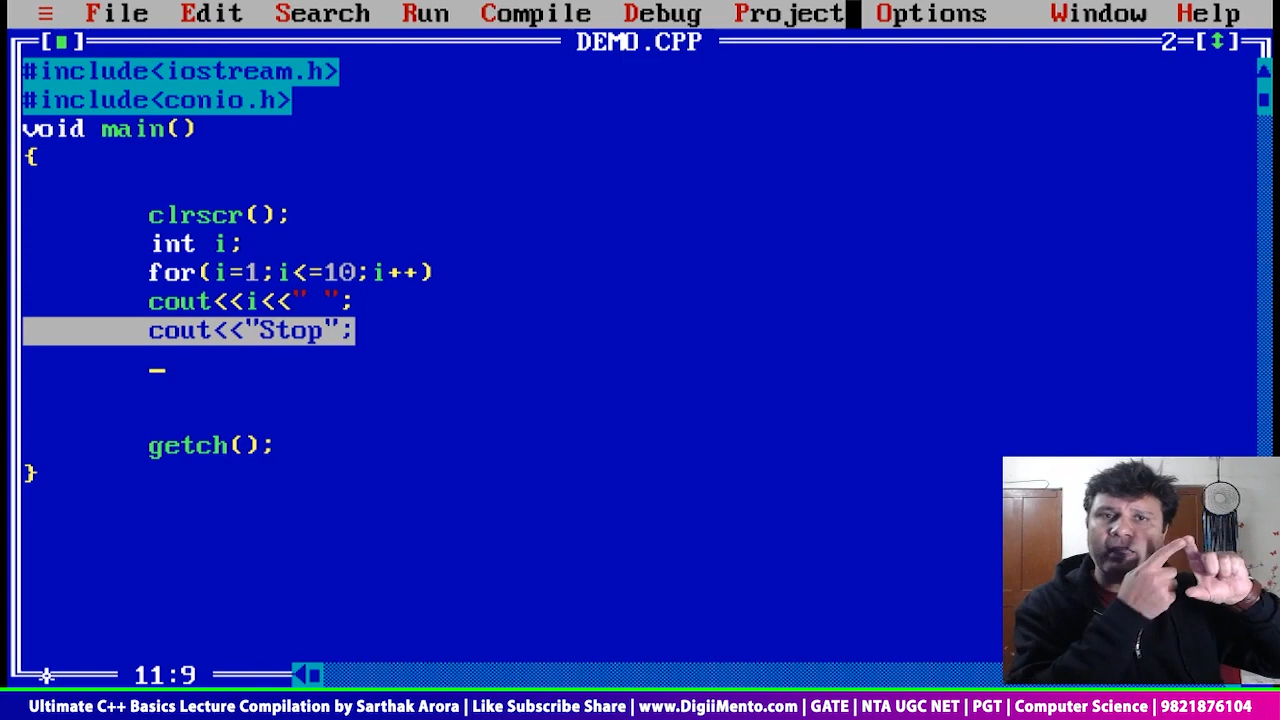 ≡ File Edit Search Run Compile Debug Project Options Window Help
[■] DEMO.CPP 2=[↕]
#include<iostream.h>
#include<conio.h>
void main()
{
clrscr();
int i;
for(i=1;i<=10;i++)
cout<<i<<" ";
cout<<"Stop";
getch();
}
11:9
Ultimate C++ Basics Lecture Compilation by Sarthak Arora | Like Subscribe Share | www.DigiiMento.com | GATE | NTA UGC NET | PGT | Computer Science | 9821876104